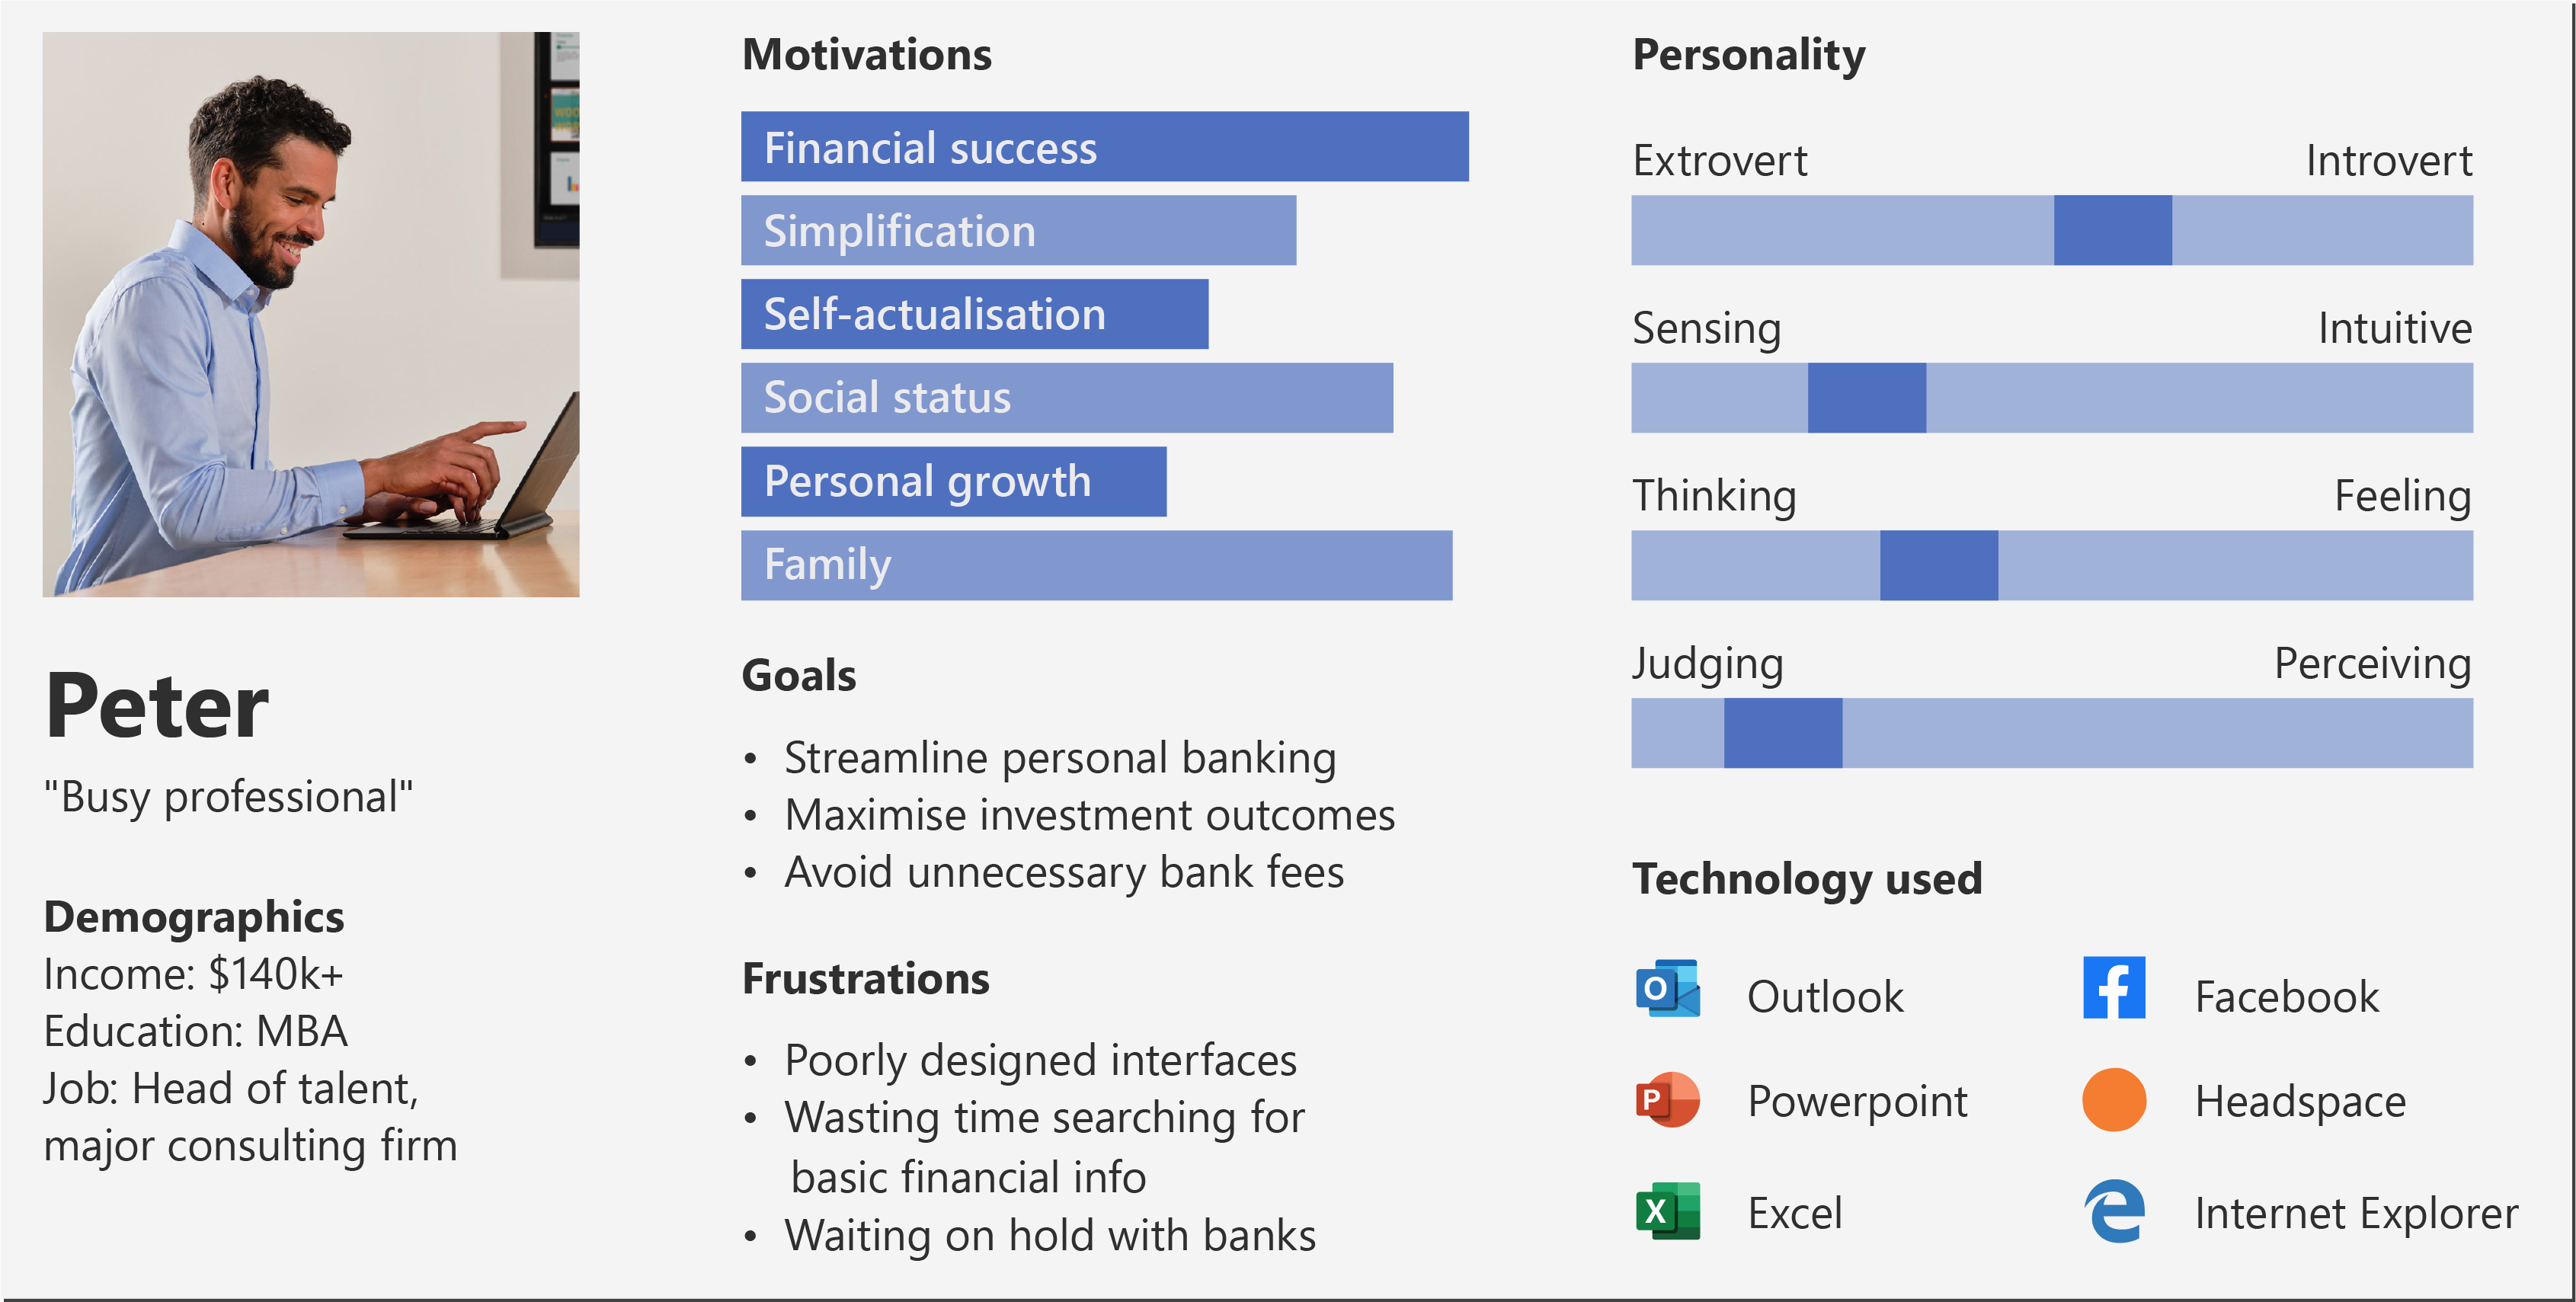 Peter
"Busy professional"
Demographics
Income: $140k+
Education: MBA
Job: Head of talent,
major consulting firm
Motivations
Financial success
Simplification
Self-actualisation
Social status
Personal growth
Family
Goals
• Streamline personal banking
• Maximise investment outcomes
• Avoid unnecessary bank fees
Frustrations
• Poorly designed interfaces
• Wasting time searching for
basic financial info
• Waiting on hold with banks
Personality
Extrovert Introvert
Sensing Intuitive
Thinking Feeling
Judging Perceiving
Technology used
O Outlook
f Facebook
P Powerpoint
Headspace
X Excel
e Internet Explorer